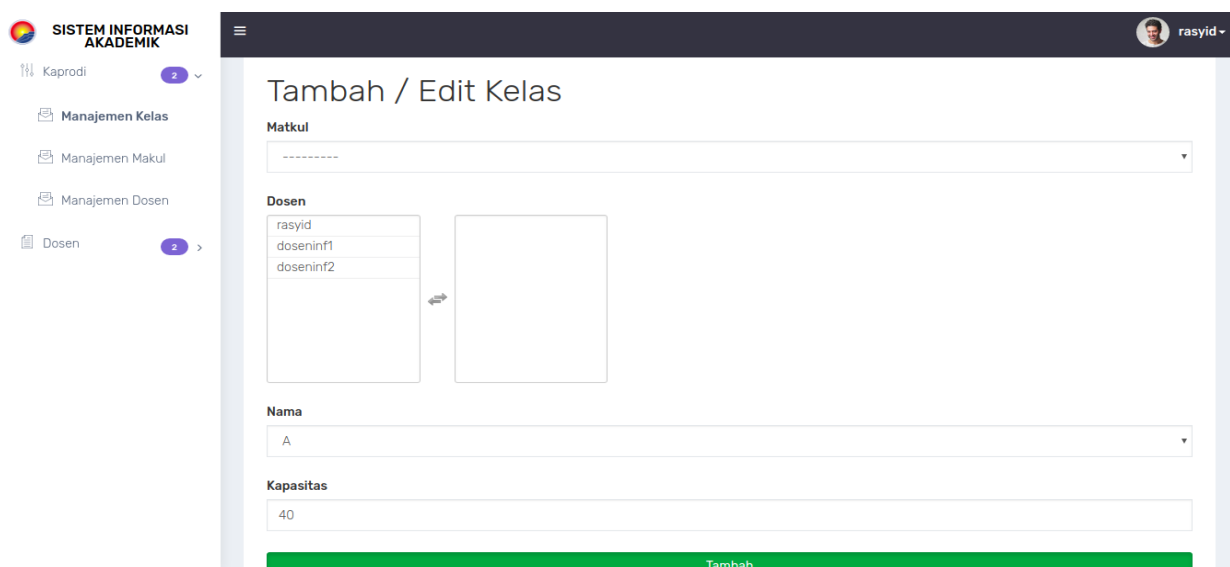 SISTEM INFORMASI
AKADEMIK
rasyid
Kaprodi
2
Manajemen Kelas
Manajemen Makul
Manajemen Dosen
Dosen
2
Tambah / Edit Kelas
Matkul
---------
Dosen
rasyid
doseninf1
doseninf2
Nama
A
Kapasitas
40
Tambah